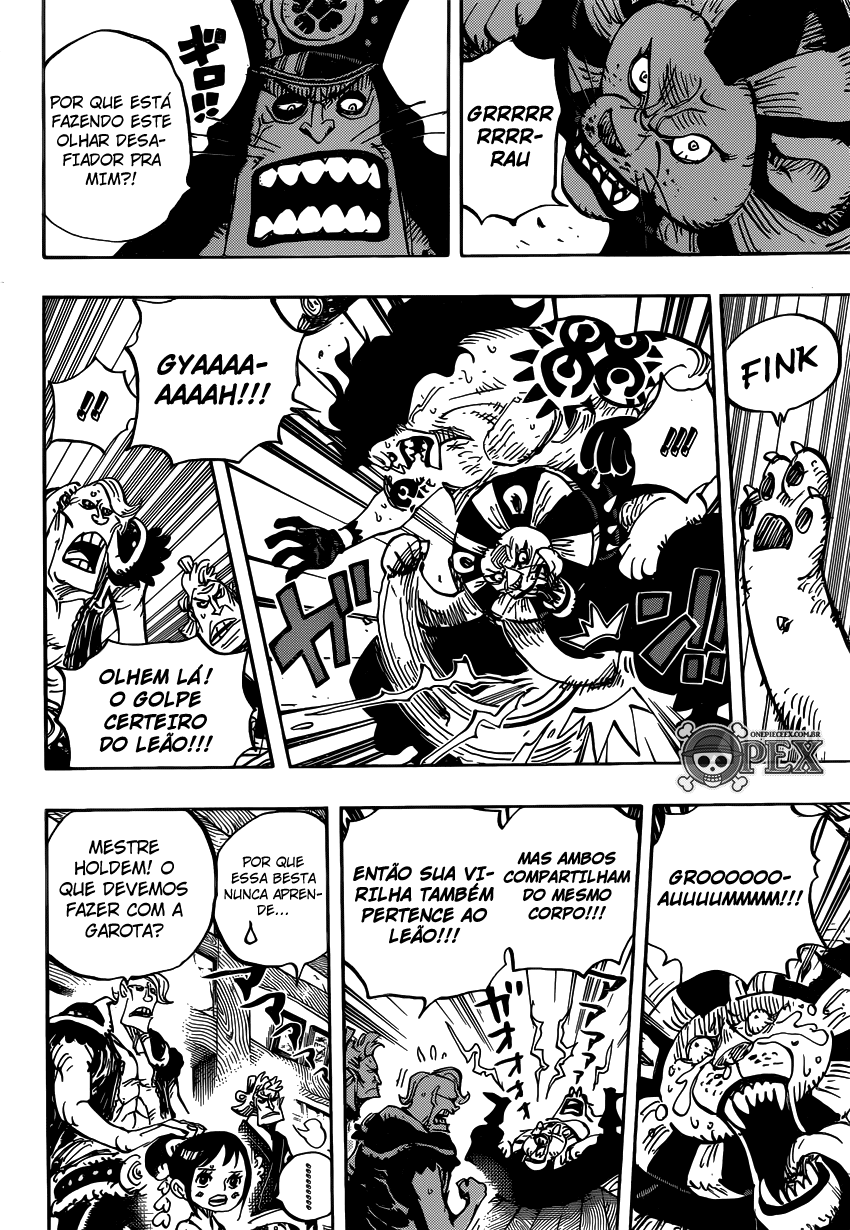 GRRRRR
RRRR-
RAU
ギロ!!
POR QUE ESTÁ
FAZENDO ESTE
OLHAR DESA-
FIADOR PRA
MIM?!
FINK
!!!
GYAAAA-
AAAAH!!!
ガ
ン!!
!!
OLHEM LÁ!
O GOLPE
CERTEIRO
DO LEÃO!!!
ONEPIECEEX.COM.BR
OPEX
GROOOOOO-
AUUUUMMMM!!!
MAS AMBOS
COMPARTILHAM
DO MESMO
CORPO!!!
ENTÃO SUA VI-
RILHA TAMBÉM
PERTENCE AO
LEÃO!!!
POR QUE
ESSA BESTA
NUNCA APREN-
DE...
MESTRE
HOLDEM! O
QUE DEVEMOS
FAZER COM A
GAROTA?